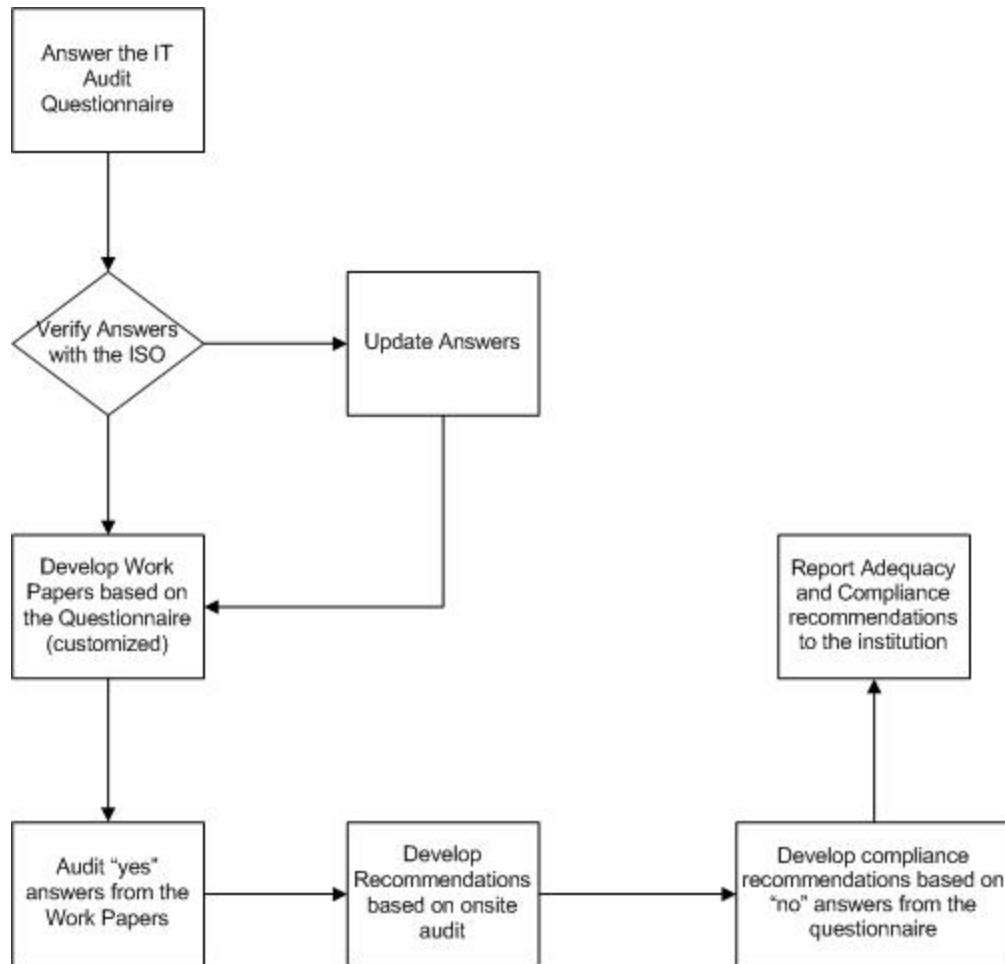 Answer the IT
Audit
Questionnaire
Verify Answers
with the ISO
Update Answers
Develop Work
Papers based on
the Questionnaire
(customized)
Report Adequacy
and Compliance
recommendations
to the institution
Audit “yes”
answers from the
Work Papers
Develop
Recommendations
based on onsite
audit
Develop compliance
recommendations based on
“no” answers from the
questionnaire